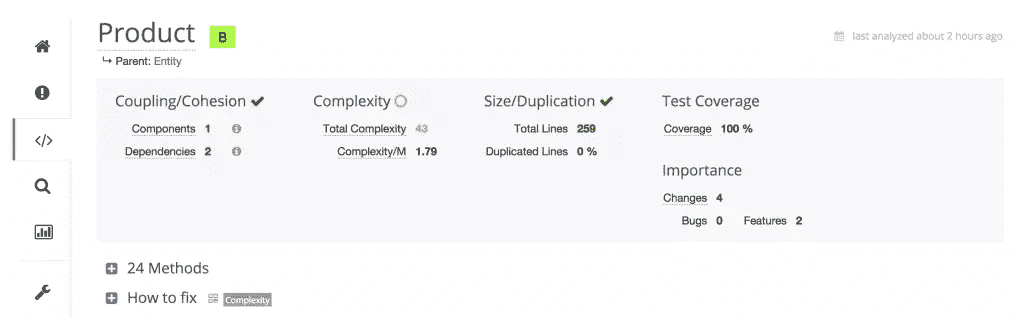 Product B
last analyzed about 2 hours ago
Parent: Entity
Coupling/Cohesion
Components 1
Dependencies 2
Complexity
Total Complexity 43
Complexity/M 1.79
Size/Duplication
Total Lines 259
Duplicated Lines 0 %
Test Coverage
Coverage 100 %
Importance
Changes 4
Bugs 0 Features 2
24 Methods
How to fix Complexity